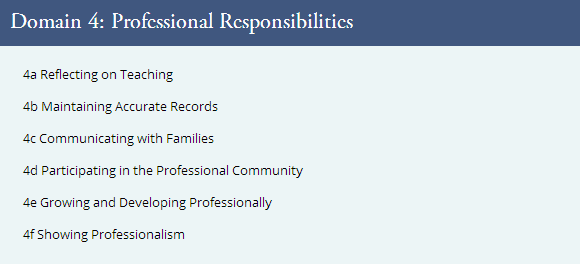 Domain 4: Professional Responsibilities
4a Reflecting on Teaching
4b Maintaining Accurate Records
4c Communicating with Families
4d Participating in the Professional Community
4e Growing and Developing Professionally
4f Showing Professionalism